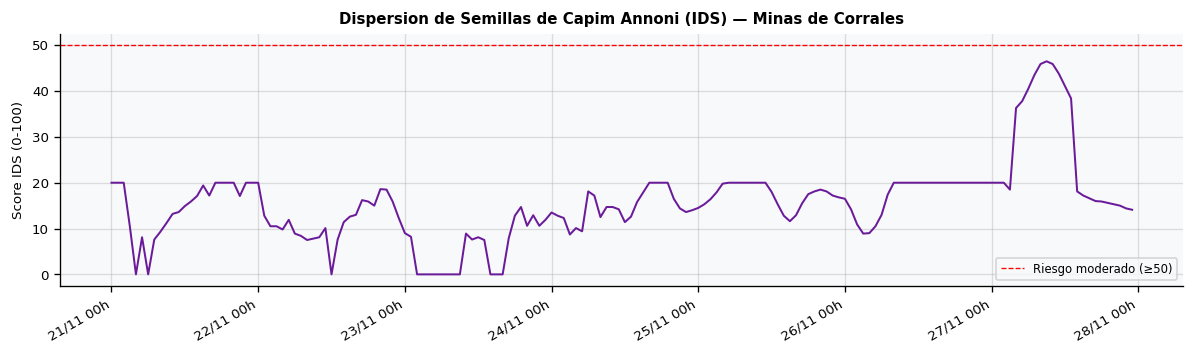 Dispersion de Semillas de Capim Annoni (IDS) — Minas de Corrales
Score IDS (0-100)
50
40
30
20
10
0
Riesgo moderado (≥50)
21/11 00h
22/11 00h
23/11 00h
24/11 00h
25/11 00h
26/11 00h
27/11 00h
28/11 00h